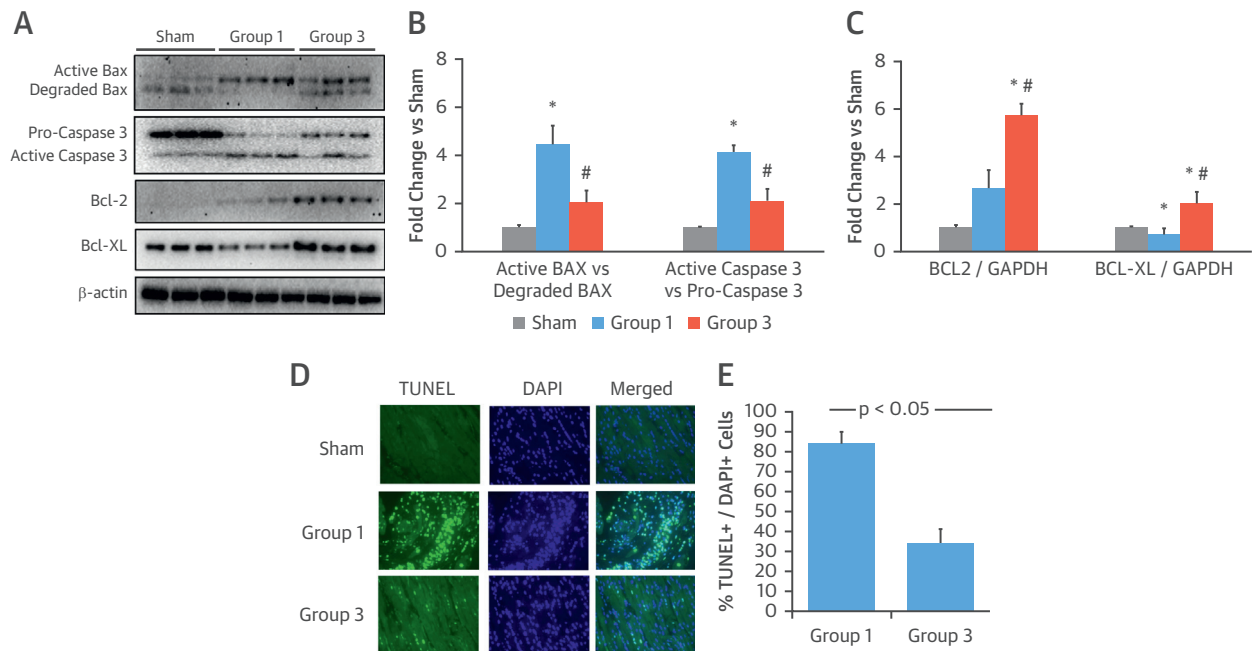 A
Sham Group 1 Group 3
Active Bax
Degraded Bax
Pro-Caspase 3
Active Caspase 3
Bcl-2
Bcl-XL
β-actin
B
Fold Change vs Sham
8
6
4
2
0
*
#
*
#
Active BAX vs
Degraded BAX
Active Caspase 3
vs Pro-Caspase 3
Sham Group 1 Group 3
C
Fold Change vs Sham
8
6
4
2
0
* #
*
* #
BCL2 / GAPDH
BCL-XL / GAPDH
D
TUNEL DAPI Merged
Sham
Group 1
Group 3
E
% TUNEL+ / DAPI+ Cells
100
90
80
70
60
50
40
30
20
10
0
p < 0.05
Group 1 Group 3